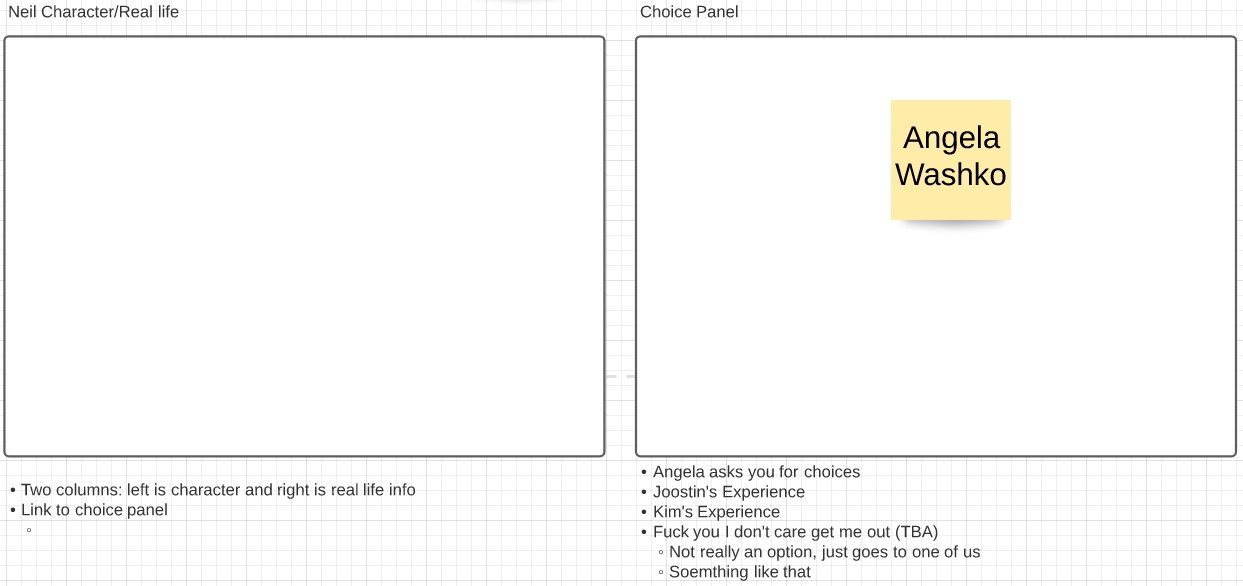 Neil Character/Real life
Choice Panel
Angela
Washko
• Two columns: left is character and right is real life info
• Link to choice panel
◦
• Angela asks you for choices
• Joostin's Experience
• Kim's Experience
• Fuck you I don't care get me out (TBA)
◦ Not really an option, just goes to one of us
◦ Soemthing like that